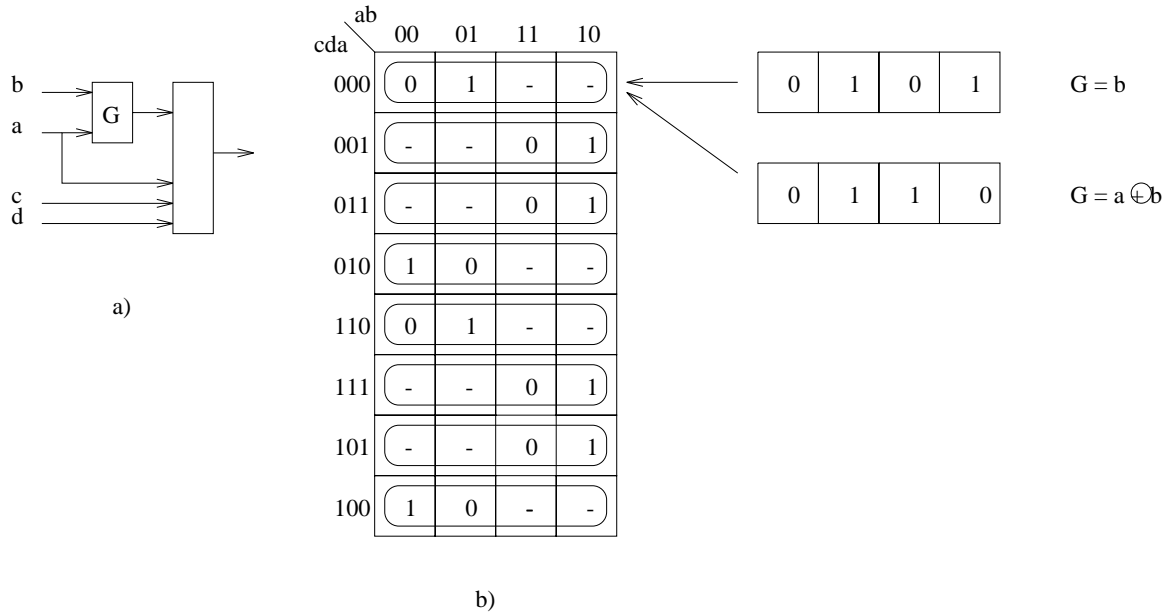 b
a
c
d
G
a)
ab
cda
00 01 11 10
000 0 1 - -
001 - - 0 1
011 - - 0 1
010 1 0 - -
110 0 1 - -
111 - - 0 1
101 - - 0 1
100 1 0 - -
b)
0 1 0 1 G = b
0 1 1 0 G = a ⊕ b